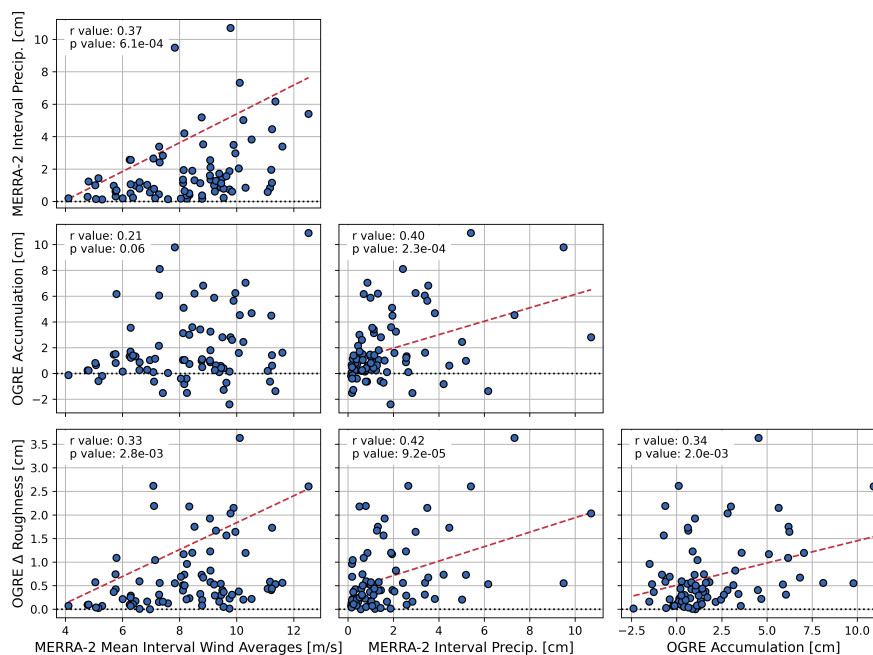 r value: 0.37
p value: 6.1e-04
MERRA-2 Interval Precip. [cm]
10
8
6
4
2
0
r value: 0.21
p value: 0.06
OGRE Accumulation [cm]
10
8
6
4
2
0
−2
r value: 0.40
p value: 2.3e-04
r value: 0.33
p value: 2.8e-03
OGRE Δ Roughness [cm]
3.5
3.0
2.5
2.0
1.5
1.0
0.5
0.0
4 6 8 10 12
MERRA-2 Mean Interval Wind Averages [m/s]
r value: 0.42
p value: 9.2e-05
0 2 4 6 8 10
MERRA-2 Interval Precip. [cm]
r value: 0.34
p value: 2.0e-03
−2.5 0.0 2.5 5.0 7.5 10.0
OGRE Accumulation [cm]